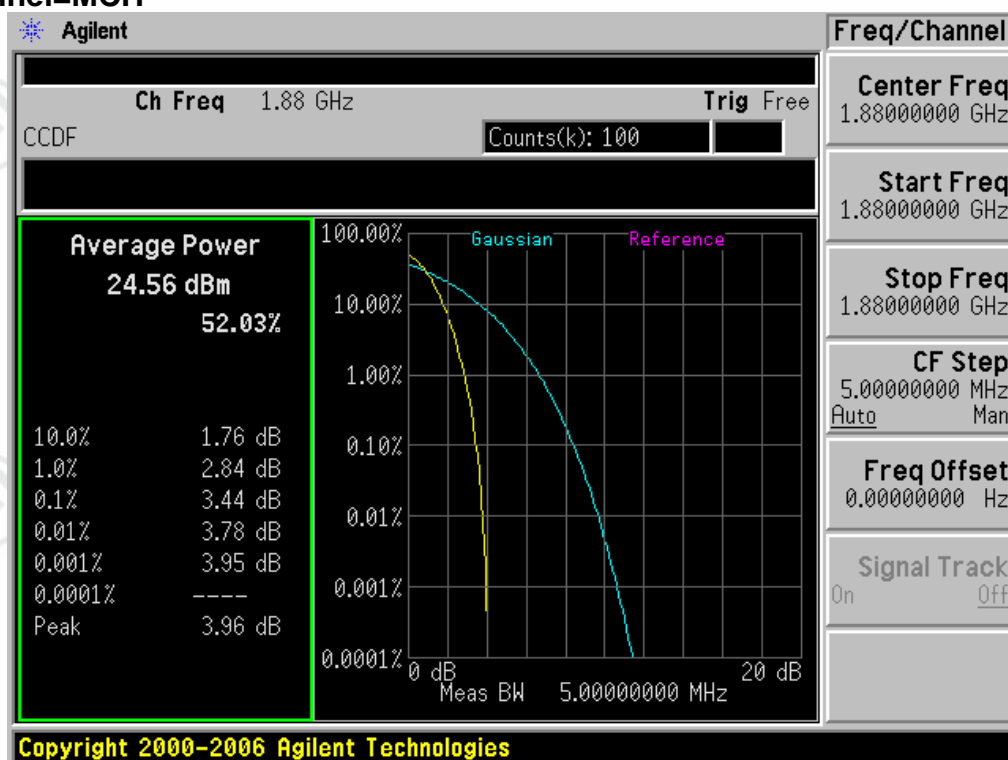 Agilent
Freq/Channel
Ch Freq 1.88 GHz Trig Free
CCDF Counts(k): 100
Average Power
24.56 dBm
52.03%
10.0% 1.76 dB
1.0% 2.84 dB
0.1% 3.44 dB
0.01% 3.78 dB
0.001% 3.95 dB
0.0001% ----
Peak 3.96 dB
Gaussian Reference
100.00%
10.00%
1.00%
0.10%
0.01%
0.001%
0.0001%
0 dB 20 dB
Meas BW 5.00000000 MHz
Center Freq
1.88000000 GHz
Start Freq
1.88000000 GHz
Stop Freq
1.88000000 GHz
CF Step
5.00000000 MHz
Auto Man
Freq Offset
0.00000000 Hz
Signal Track
On Off
Copyright 2000-2006 Agilent Technologies